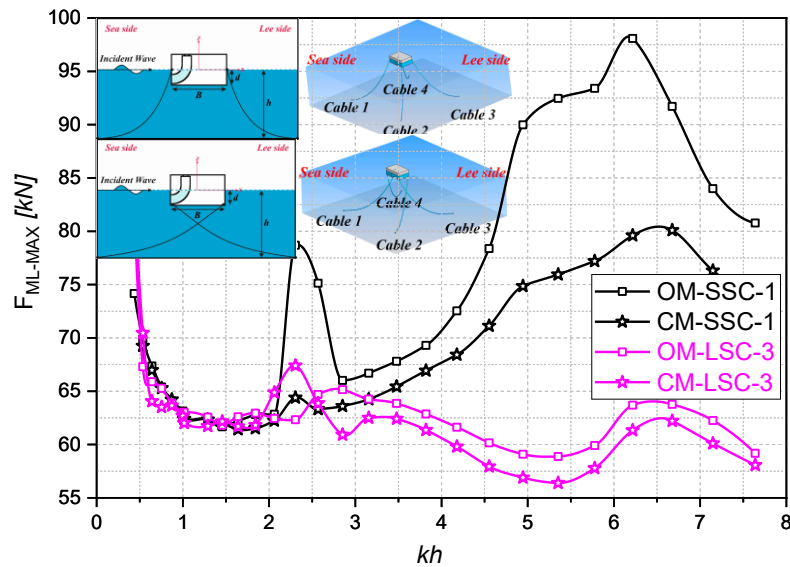 F_ML-MAX [kN]
100
95
90
85
80
75
70
65
60
55
0 1 2 3 4 5 6 7 8
kh
Sea side Lee side
Incident Wave
B
d
h
Sea side
Lee side
Cable 1
Cable 4
Cable 3
Cable 2
Sea side Lee side
Incident Wave
B
d
h
Sea side
Lee side
Cable 1
Cable 4
Cable 3
Cable 2
OM-SSC-1
CM-SSC-1
OM-LSC-3
CM-LSC-3